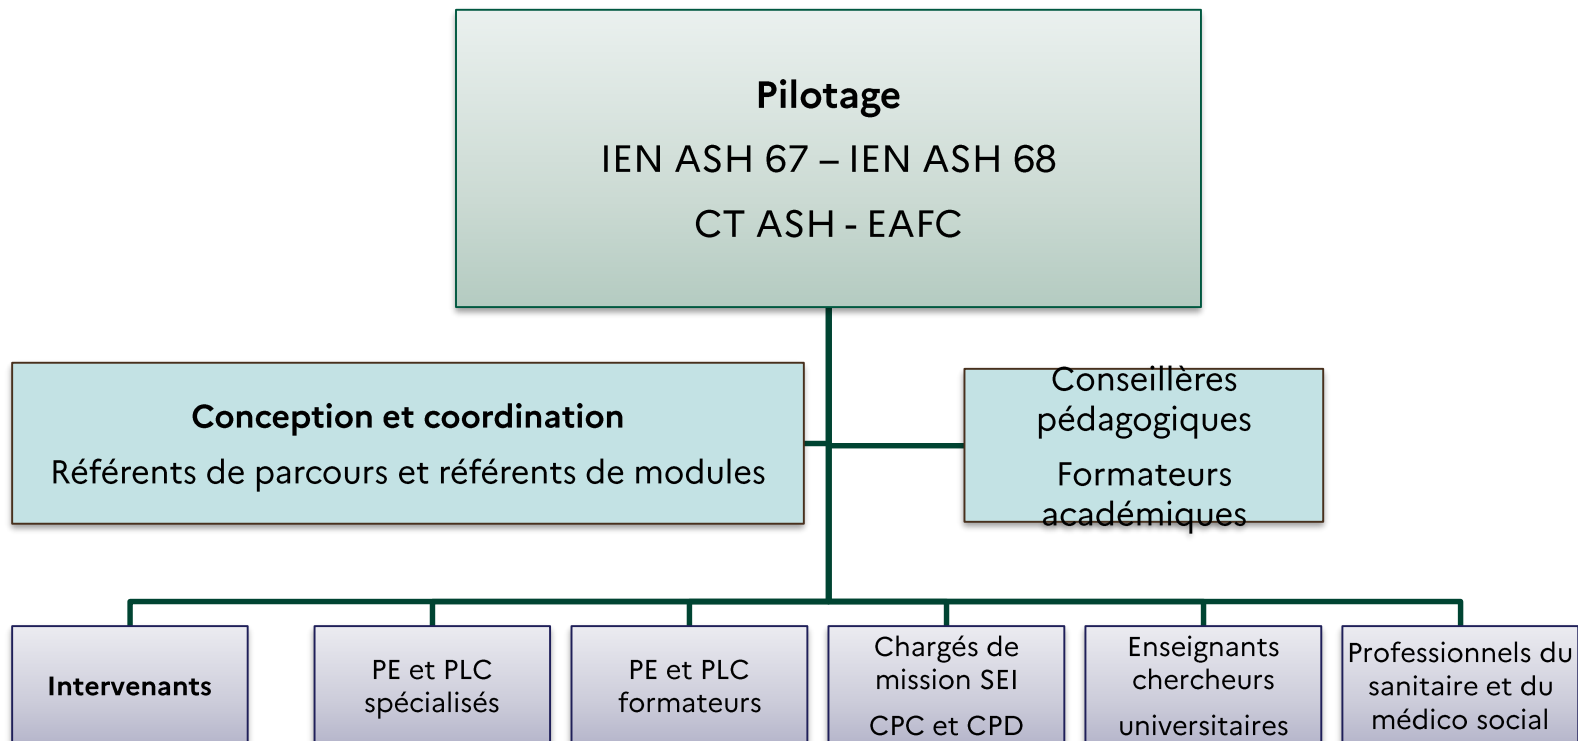 Pilotage
IEN ASH 67 – IEN ASH 68
CT ASH - EAFC
Conception et coordination
Référents de parcours et référents de modules
Conseillères
pédagogiques
Formateurs
académiques
Intervenants
PE et PLC
spécialisés
PE et PLC
formateurs
Chargés de
mission SEI
CPC et CPD
Enseignants
chercheurs
universitaires
Professionnels du
sanitaire et du
médico social